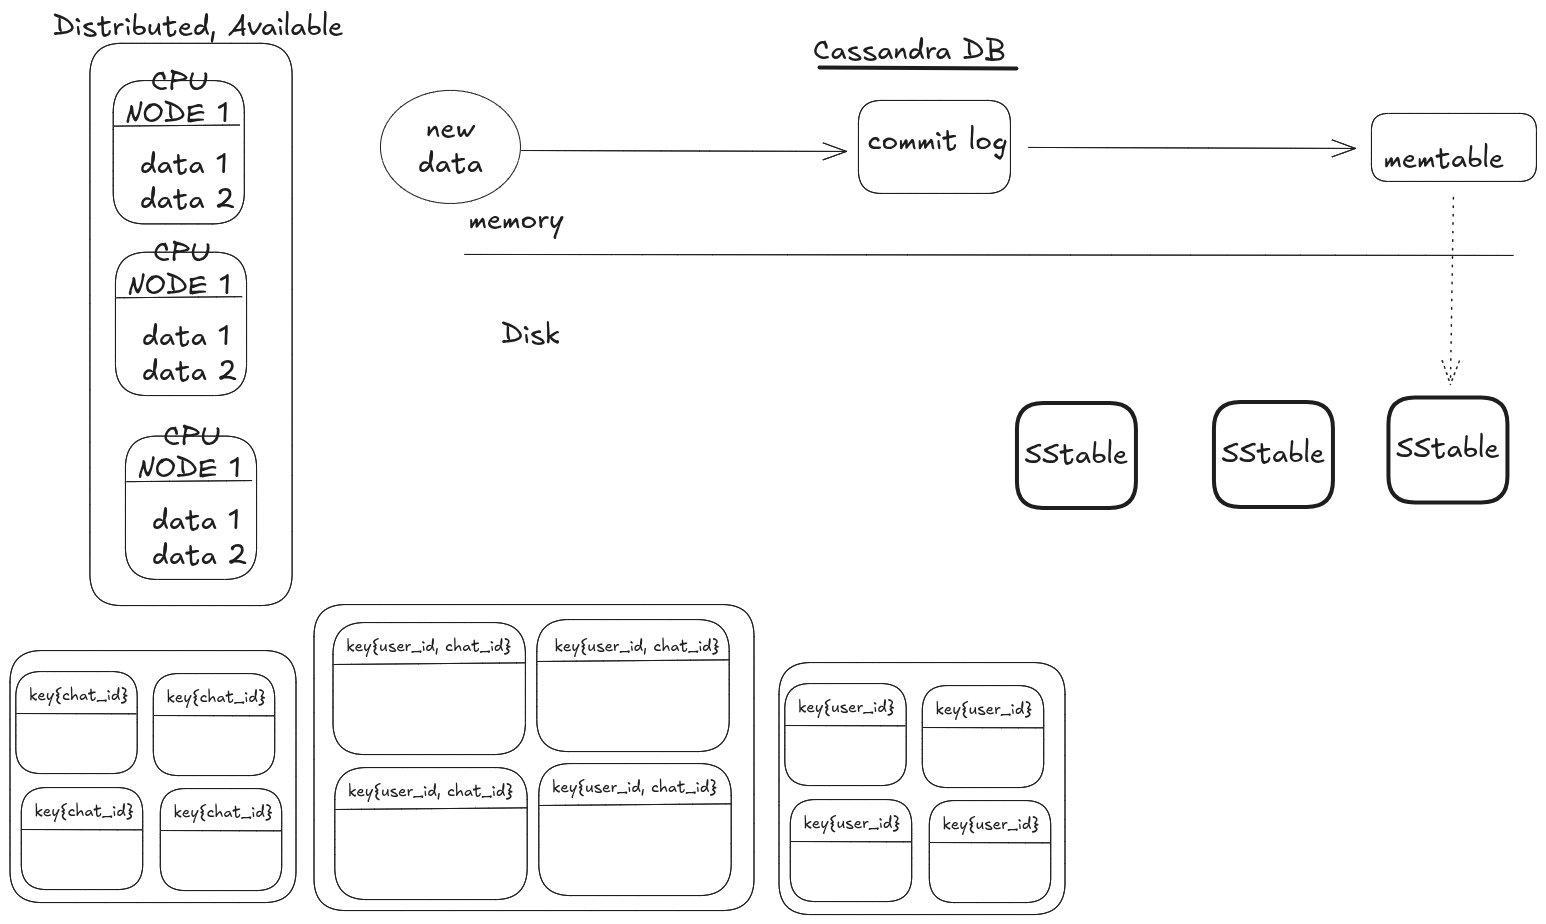 Distributed, Available
CPU
NODE 1
data 1
data 2
CPU
NODE 1
data 1
data 2
CPU
NODE 1
data 1
data 2
Cassandra DB
new
data
commit log
memtable
memory
Disk
SStable
SStable
SStable
key{chat_id}
key{chat_id}
key{chat_id}
key{chat_id}
key{user_id, chat_id}
key{user_id, chat_id}
key{user_id, chat_id}
key{user_id, chat_id}
key{user_id}
key{user_id}
key{user_id}
key{user_id}